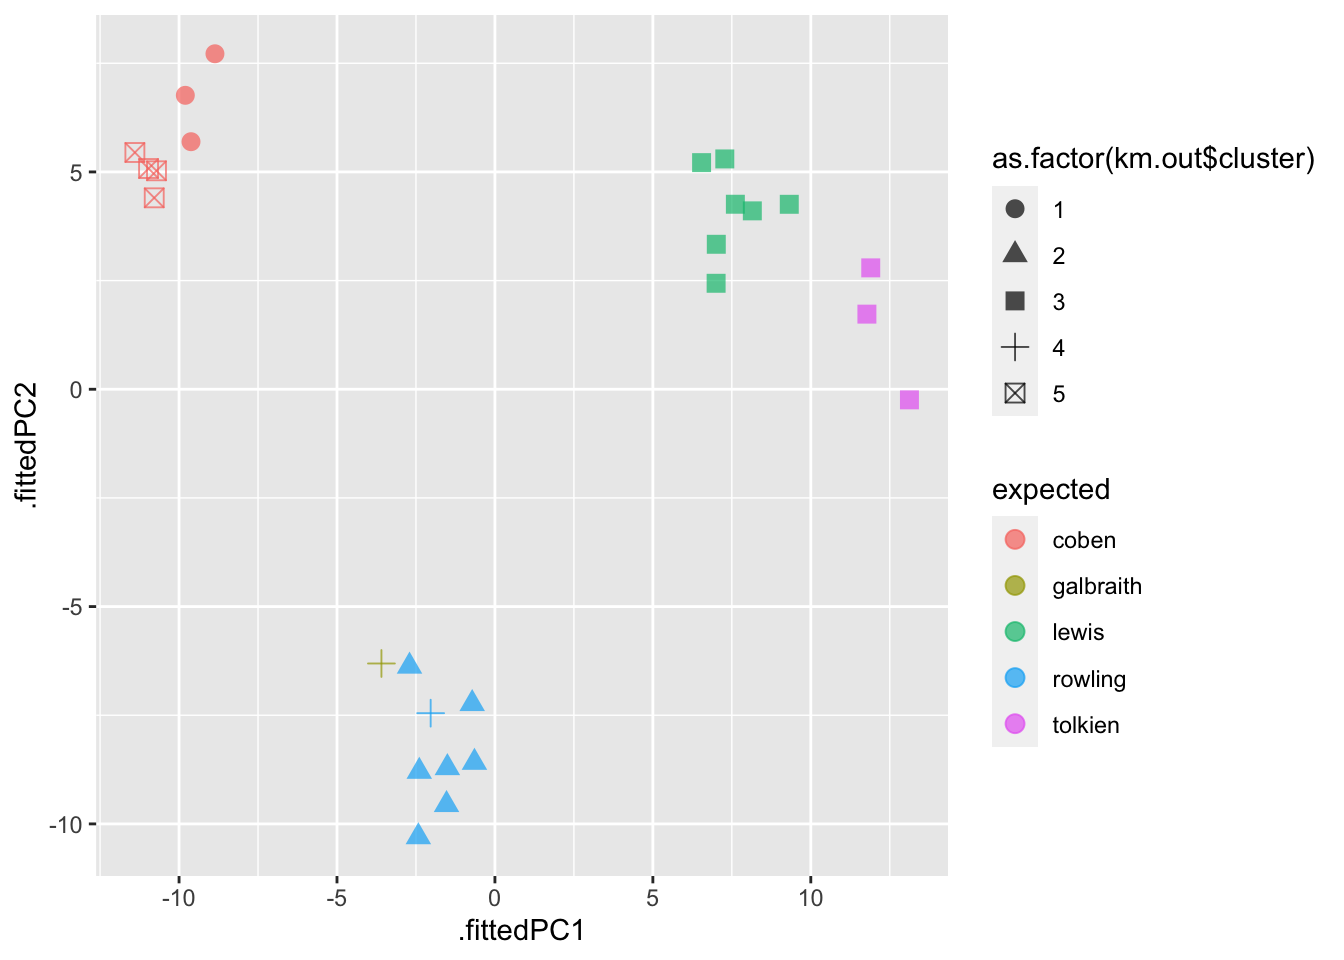 .fittedPC2
5
0
-5
-10
-10
-5
0
5
10
.fittedPC1
as.factor(km.out$cluster)
1
2
3
4
5
expected
coben
galbraith
lewis
rowling
tolkien